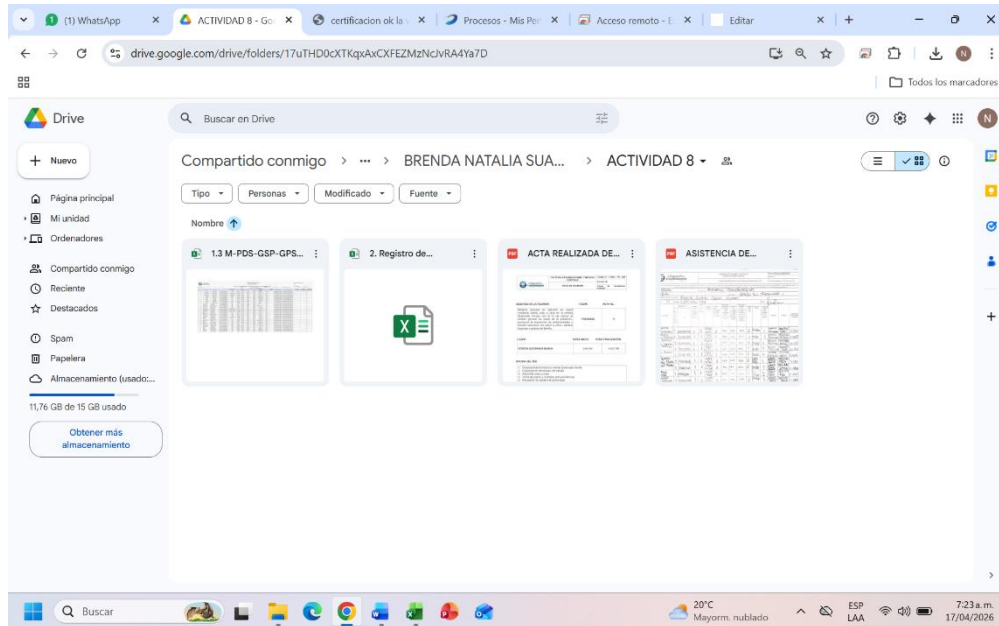 (1) WhatsApp
ACTIVIDAD 8 - Go
certificacion ok la v
Procesos - Mis Per
Acceso remoto - E
Editar
drive.google.com/drive/folders/17uTHD0cXTKqxAxCXFEZMzNcJvRA4Ya7D
N
Todos los marcadores
Drive
Buscar en Drive
N
Nuevo
Compartido conmigo > ... > BRENDA NATALIA SUA... > ACTIVIDAD 8
Tipo
Personas
Modificado
Fuente
Nombre
Página principal
Mi unidad
Ordenadores
Compartido conmigo
Reciente
Destacados
Spam
Papelera
Almacenamiento (usado:...
11,76 GB de 15 GB usado
Obtener más
almacenamiento
1.3 M-PDS-GSP-GPS...
2. Registro de...
ACTA REALIZADA DE...
ASISTENCIA DE...
Buscar
20°C
Mayorm. nublado
ESP
LAA
7:23 a. m.
17/04/2026